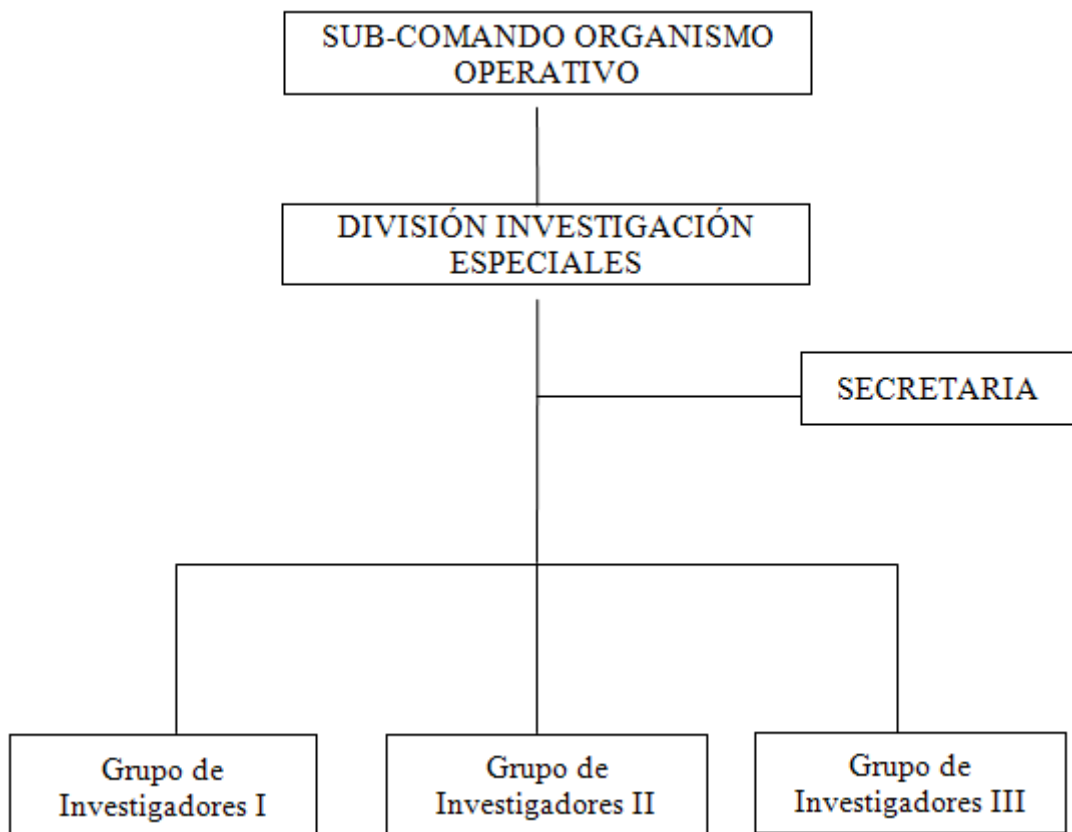 SUB-COMANDO ORGANISMO
OPERATIVO
DIVISIÓN INVESTIGACIÓN
ESPECIALES
SECRETARIA
Grupo de
Investigadores I
Grupo de
Investigadores II
Grupo de
Investigadores III